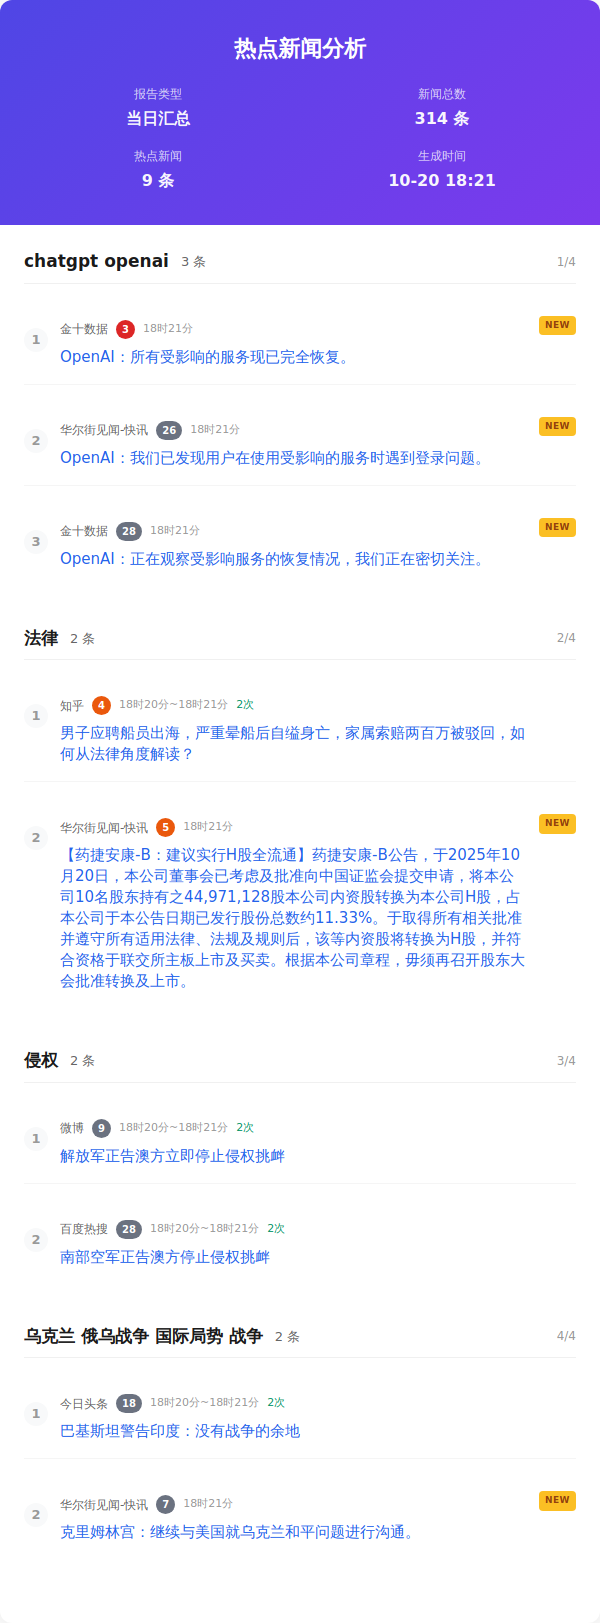 热点新闻分析
报告类型
新闻总数
当日汇总
314 条
热点新闻
生成时间
9 条
10-20 18:21
chatgpt openai 3 条 1/4
1 金十数据 3 18时21分 NEW
OpenAI：所有受影响的服务现已完全恢复。
2 华尔街见闻-快讯 26 18时21分 NEW
OpenAI：我们已发现用户在使用受影响的服务时遇到登录问题。
3 金十数据 28 18时21分 NEW
OpenAI：正在观察受影响服务的恢复情况，我们正在密切关注。
法律 2 条 2/4
1 知乎 4 18时20分~18时21分 2次
男子应聘船员出海，严重晕船后自缢身亡，家属索赔两百万被驳回，如
何从法律角度解读？
2 华尔街见闻-快讯 5 18时21分 NEW
【药捷安康-B：建议实行H股全流通】药捷安康-B公告，于2025年10
月20日，本公司董事会已考虑及批准向中国证监会提交申请，将本公
司10名股东持有之44,971,128股本公司内资股转换为本公司H股，占
本公司于本公告日期已发行股份总数约11.33%。于取得所有相关批准
并遵守所有适用法律、法规及规则后，该等内资股将转换为H股，并符
合资格于联交所主板上市及买卖。根据本公司章程，毋须再召开股东大
会批准转换及上市。
侵权 2 条 3/4
1 微博 9 18时20分~18时21分 2次
解放军正告澳方立即停止侵权挑衅
2 百度热搜 28 18时20分~18时21分 2次
南部空军正告澳方停止侵权挑衅
乌克兰 俄乌战争 国际局势 战争 2 条 4/4
1 今日头条 18 18时20分~18时21分 2次
巴基斯坦警告印度：没有战争的余地
2 华尔街见闻-快讯 7 18时21分 NEW
克里姆林宫：继续与美国就乌克兰和平问题进行沟通。